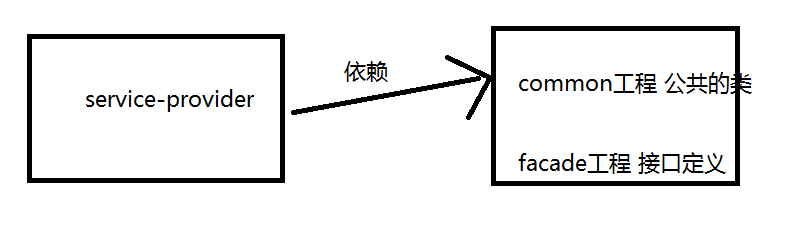 service-provider
依赖
common工程 公共的类
facade工程 接口定义